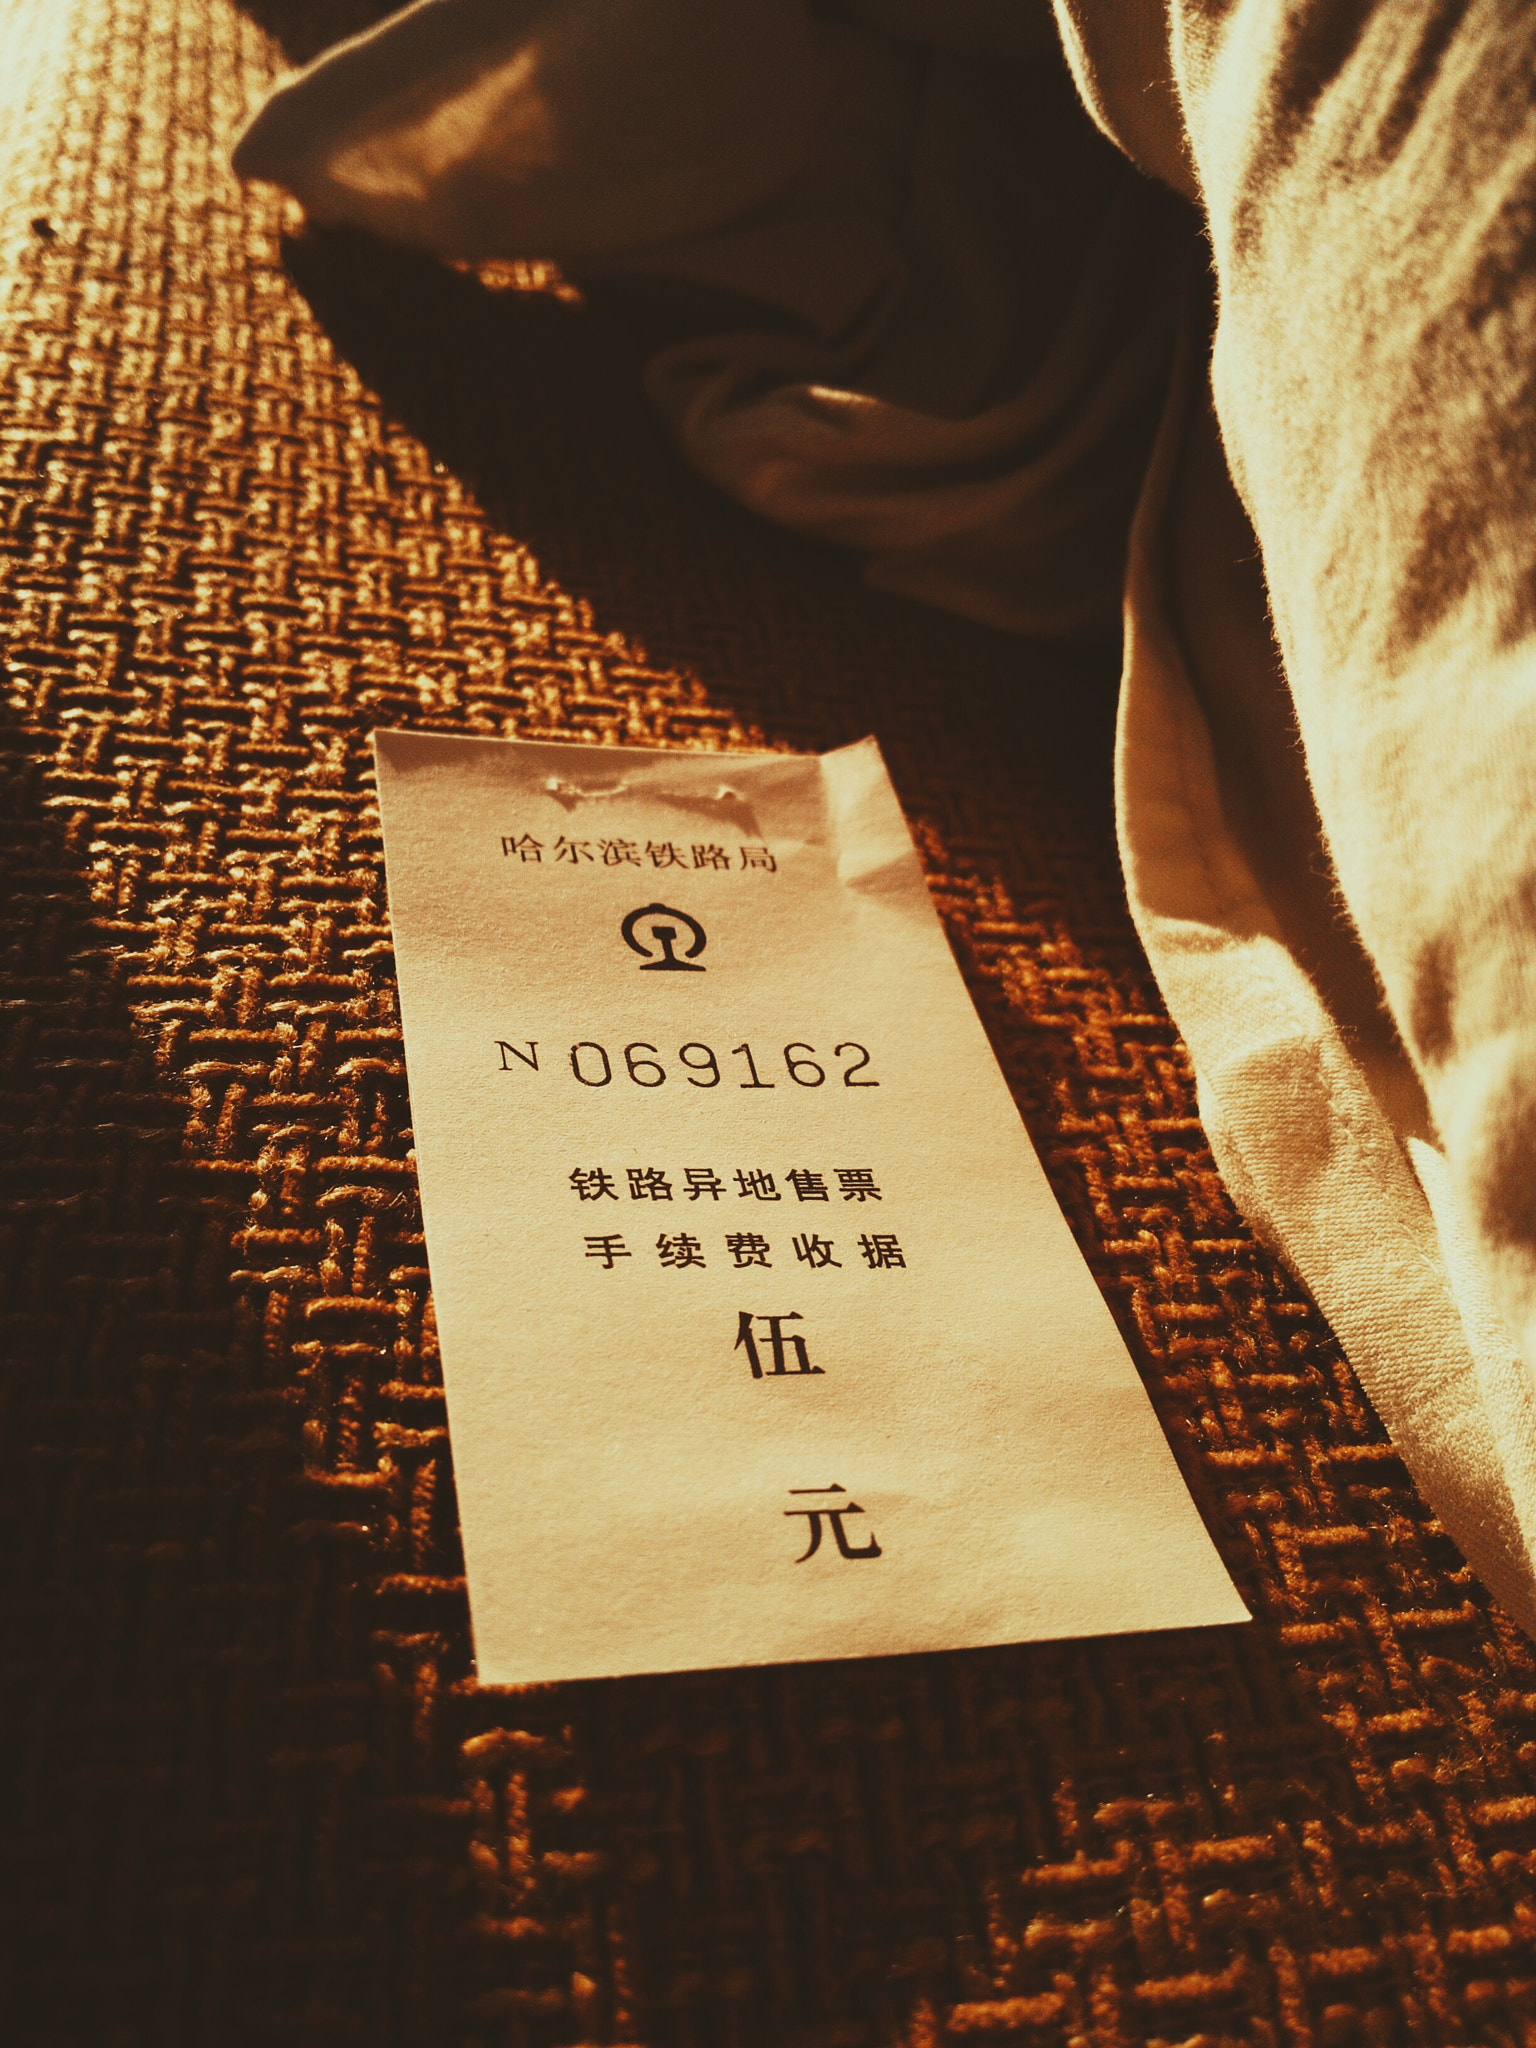 哈尔滨铁路局
N 069162
铁路异地售票
手续费收据
伍
元